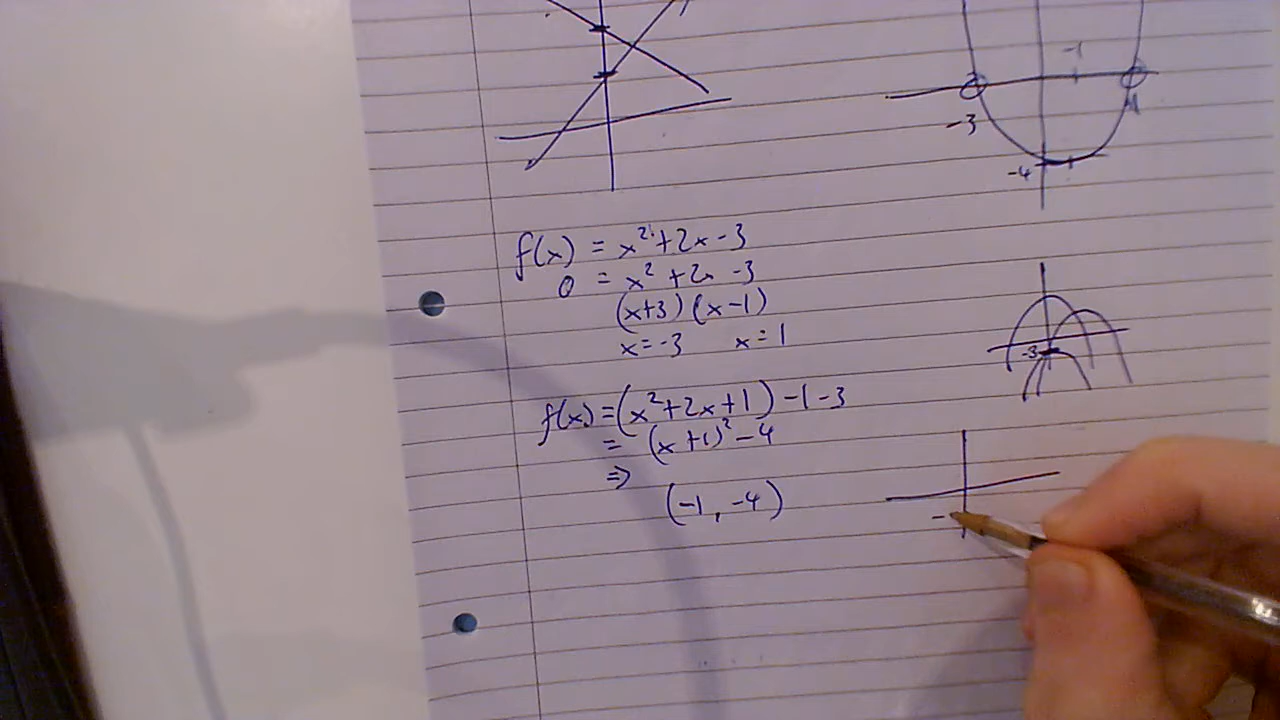 -1
-3
1
-4
f(x) = x²+2x-3
0 = x² +2x -3
(x+3)(x-1)
x=-3 x=1
-3
f(x)=(x²+2x+1)-1-3
= (x+1)²-4
⇒
(-1, -4)
-